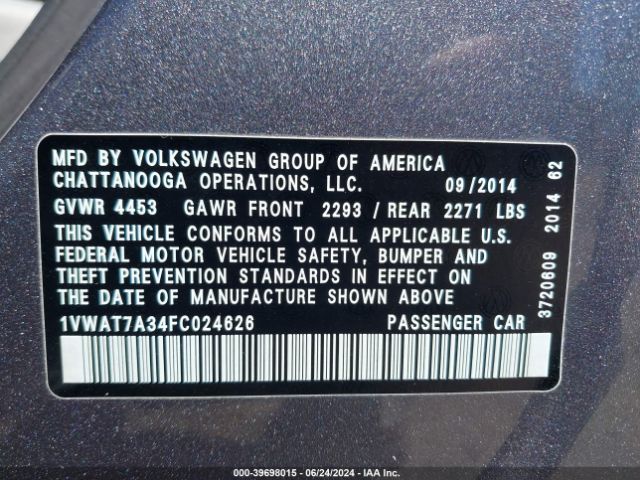 MFD BY VOLKSWAGEN GROUP OF AMERICA
CHATTANOOGA OPERATIONS, LLC. 09/2014
GVWR 4453 GAWR FRONT 2293 / REAR 2271 LBS
THIS VEHICLE CONFORMS TO ALL APPLICABLE U.S.
FEDERAL MOTOR VEHICLE SAFETY, BUMPER AND
THEFT PREVENTION STANDARDS IN EFFECT ON
THE DATE OF MANUFACTURE SHOWN ABOVE
1VWAT7A34FC024626 PASSENGER CAR
3720609 2014 62
000-39698015 - 06/24/2024 - IAA Inc.